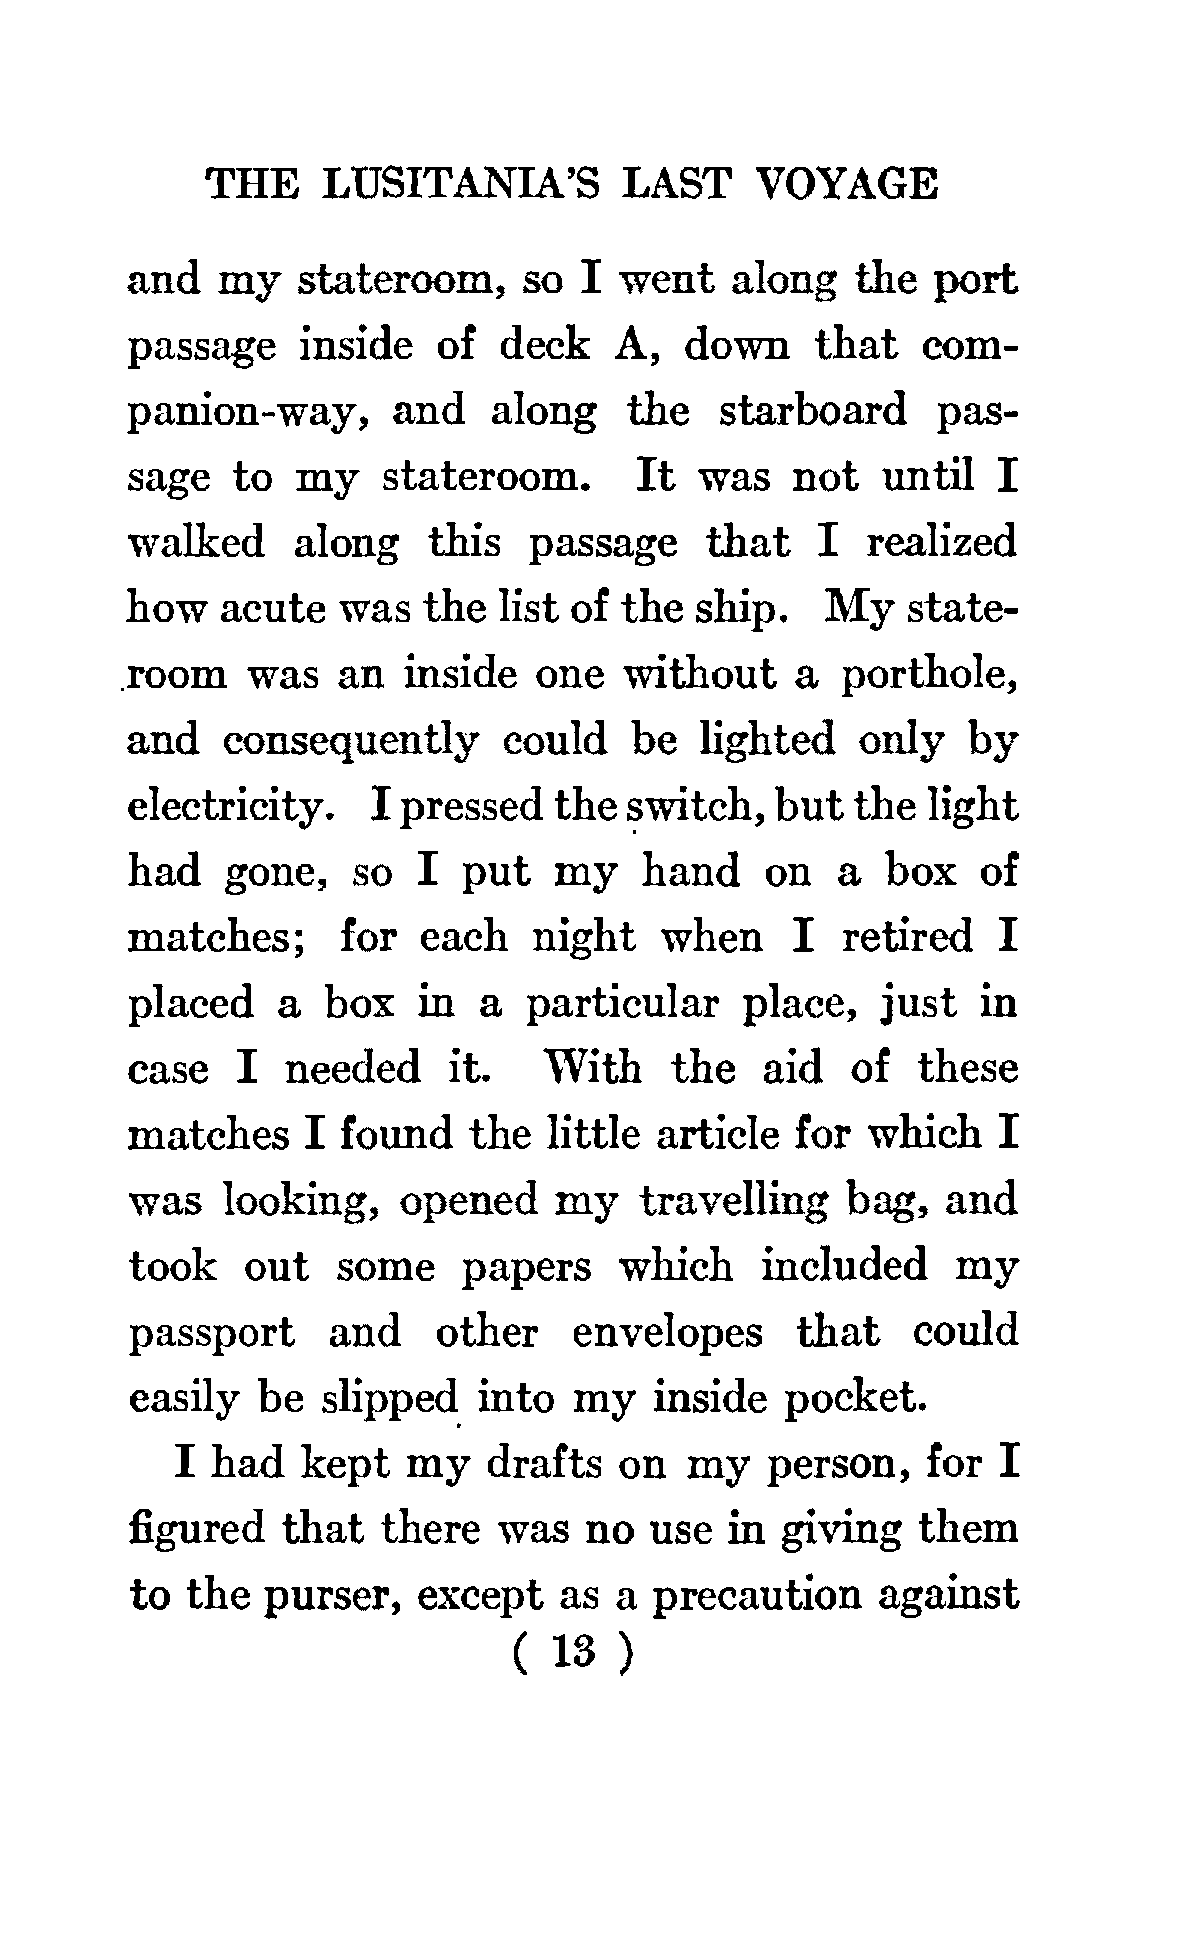 THE LUSITANIA'S LAST VOYAGE
and my stateroom, so I went along the port
passage inside of deck A, down that com-
panion-way, and along the starboard pas-
sage to my stateroom. It was not until I
walked along this passage that I realized
how acute was the list of the ship. My state-
room was an inside one without a porthole,
and consequently could be lighted only by
electricity. I pressed the switch, but the light
had gone, so I put my hand on a box of
matches; for each night when I retired I
placed a box in a particular place, just in
case I needed it. With the aid of these
matches I found the little article for which I
was looking, opened my travelling bag, and
took out some papers which included my
passport and other envelopes that could
easily be slipped into my inside pocket.
I had kept my drafts on my person, for I
figured that there was no use in giving them
to the purser, except as a precaution against
( 13 )